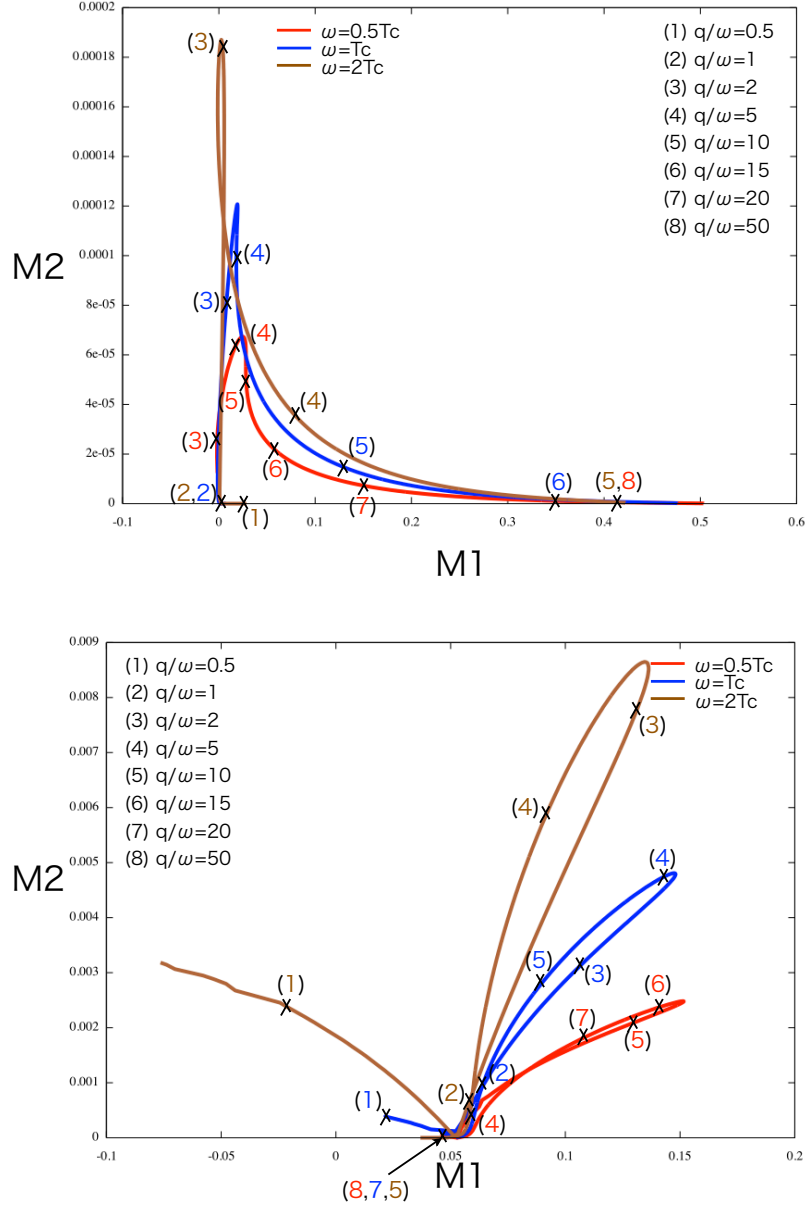 0.0002
0.00018
0.00016
0.00014
0.00012
0.0001
8e-05
6e-05
4e-05
2e-05
0
-0.1
0
0.1
0.2
0.3
0.4
0.5
0.6
M2
M1
ω=0.5Tc
ω=Tc
ω=2Tc
(1) q/ω=0.5
(2) q/ω=1
(3) q/ω=2
(4) q/ω=5
(5) q/ω=10
(6) q/ω=15
(7) q/ω=20
(8) q/ω=50
(3)
(4)
(3)
(4)
(5)
(4)
(3)
(5)
(6)
(7)
(6)
(5,8)
(2,2)
(1)
0.009
0.008
0.007
0.006
0.005
0.004
0.003
0.002
0.001
0
-0.1
-0.05
0
0.05
0.1
0.15
0.2
M2
M1
(1) q/ω=0.5
(2) q/ω=1
(3) q/ω=2
(4) q/ω=5
(5) q/ω=10
(6) q/ω=15
(7) q/ω=20
(8) q/ω=50
ω=0.5Tc
ω=Tc
ω=2Tc
(3)
(4)
(4)
(5)
(3)
(6)
(1)
(7)
(5)
(2)
(2)
(1)
(4)
(8,7,5)